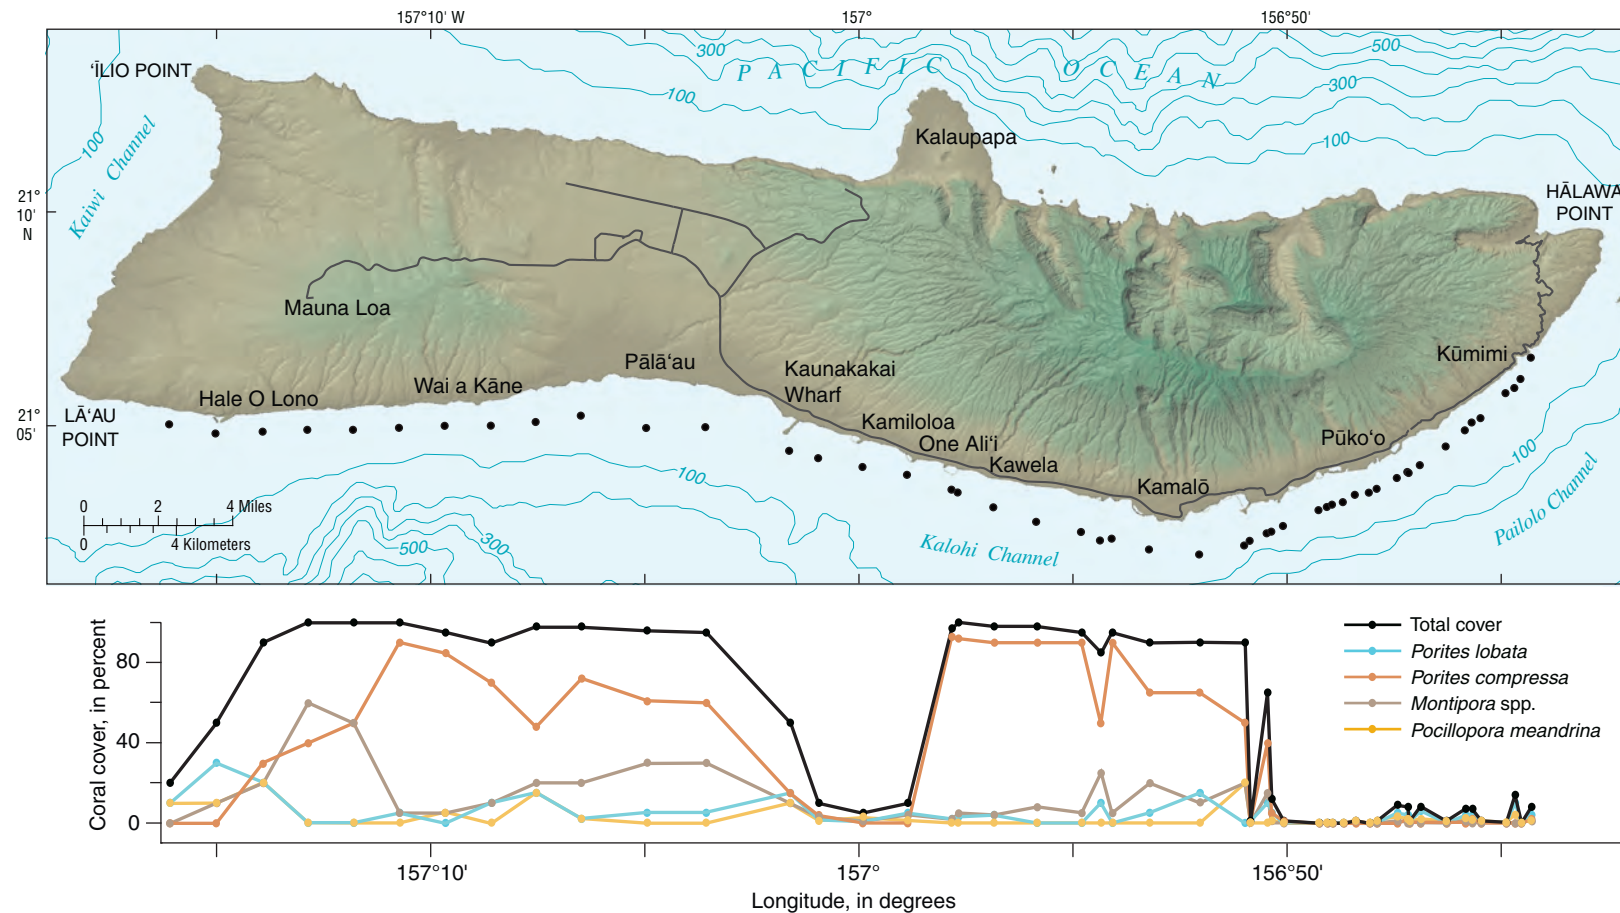 157°10' W
157°
156°50'
300
500
PACIFIC OCEAN
ʻĪLIO POINT
300
100
Kalaupapa
100
100
Kaiwi Channel
21°
10'
N
HĀLAWA
POINT
Mauna Loa
Kūmimi
Pālāʻau
Kaunakakai
Wharf
Wai a Kāne
Hale O Lono
LĀʻAU
POINT
21°
05'
Kamiloloa
One Aliʻi
Pūkoʻo
Kawela
Kamalō
100
100
Pailolo Channel
0 2 4 Miles
0 4 Kilometers
500
300
Kalohi Channel
Coral cover, in percent
80
40
0
Total cover
Porites lobata
Porites compressa
Montipora spp.
Pocillopora meandrina
157°10'
157°
156°50'
Longitude, in degrees